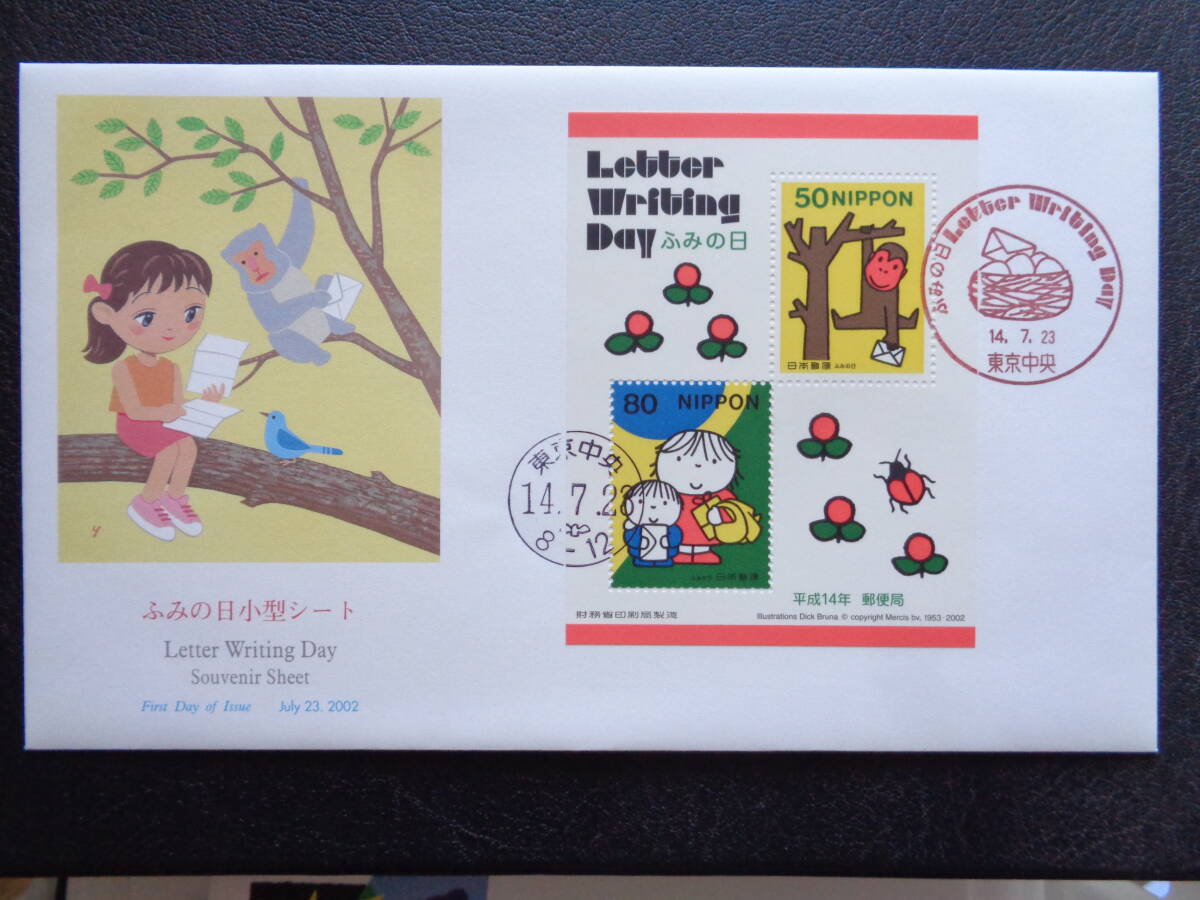 Letter
Writing
Day ふみの日
50 NIPPON
日本郵便 ふみの日
ふみの日 Letter Writing Day
14. 7. 23
東京中央
80 NIPPON
ふみの日 日本郵便
東京中央
14.7.23
8-12
平成14年 郵便局
財務省印刷局製造
Illustrations Dick Bruna © copyright Mercis bv, 1953-2002
ふみの日小型シート
Letter Writing Day
Souvenir Sheet
First Day of Issue July 23, 2002